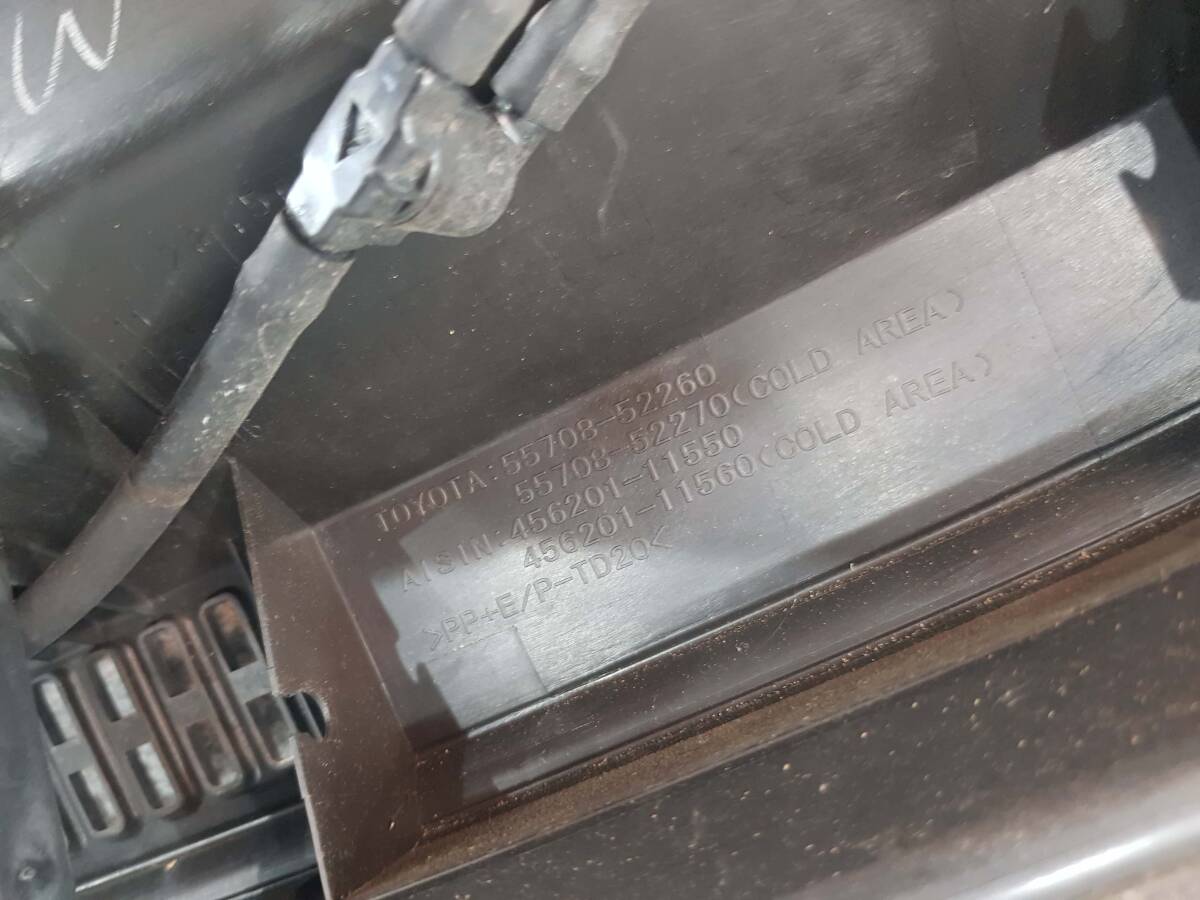 W
TOYOTA:55708-52260
55708-52270(COLD AREA)
AISIN:456201-11550
456201-11560(COLD AREA)
>PP+E/P-TD20<